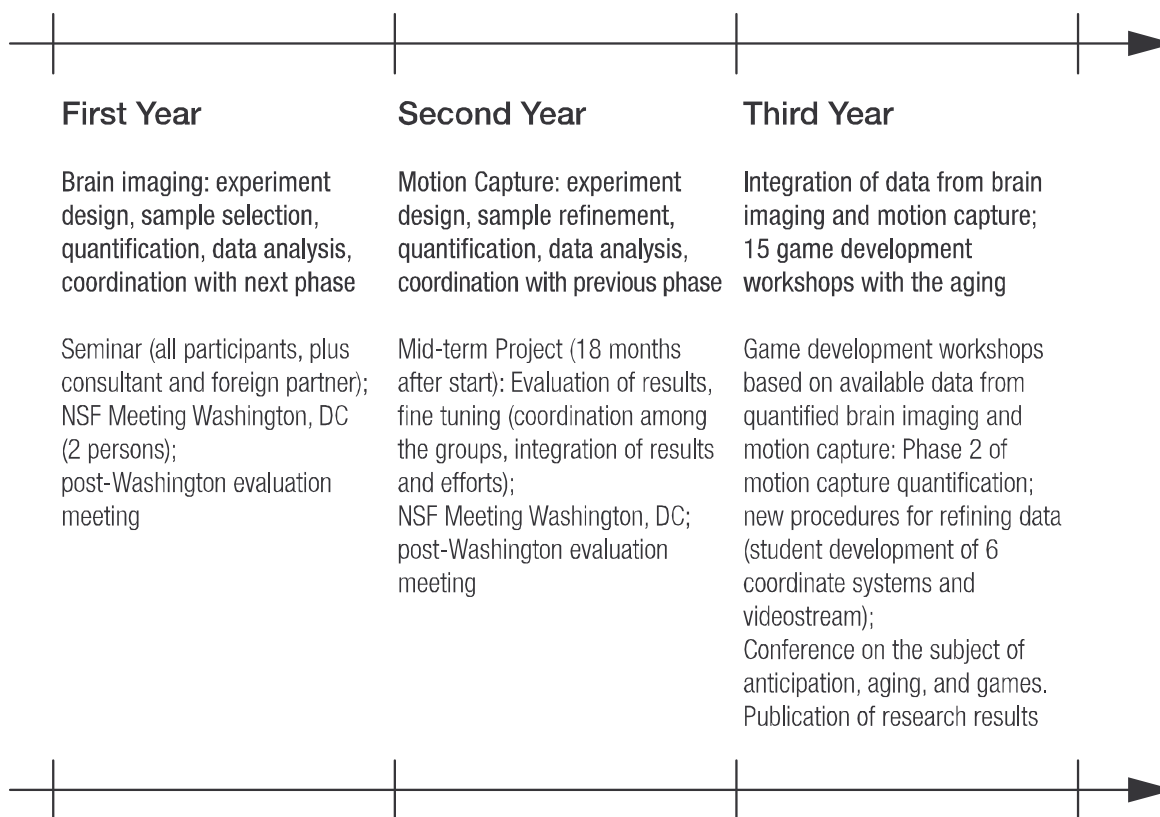 First Year
Brain imaging: experiment
design, sample selection,
quantification, data analysis,
coordination with next phase
Seminar (all participants, plus
consultant and foreign partner);
NSF Meeting Washington, DC
(2 persons);
post-Washington evaluation
meeting
Second Year
Motion Capture: experiment
design, sample refinement,
quantification, data analysis,
coordination with previous phase
Mid-term Project (18 months
after start): Evaluation of results,
fine tuning (coordination among
the groups, integration of results
and efforts);
NSF Meeting Washington, DC;
post-Washington evaluation
meeting
Third Year
Integration of data from brain
imaging and motion capture;
15 game development
workshops with the aging
Game development workshops
based on available data from
quantified brain imaging and
motion capture: Phase 2 of
motion capture quantification;
new procedures for refining data
(student development of 6
coordinate systems and
videostream);
Conference on the subject of
anticipation, aging, and games.
Publication of research results